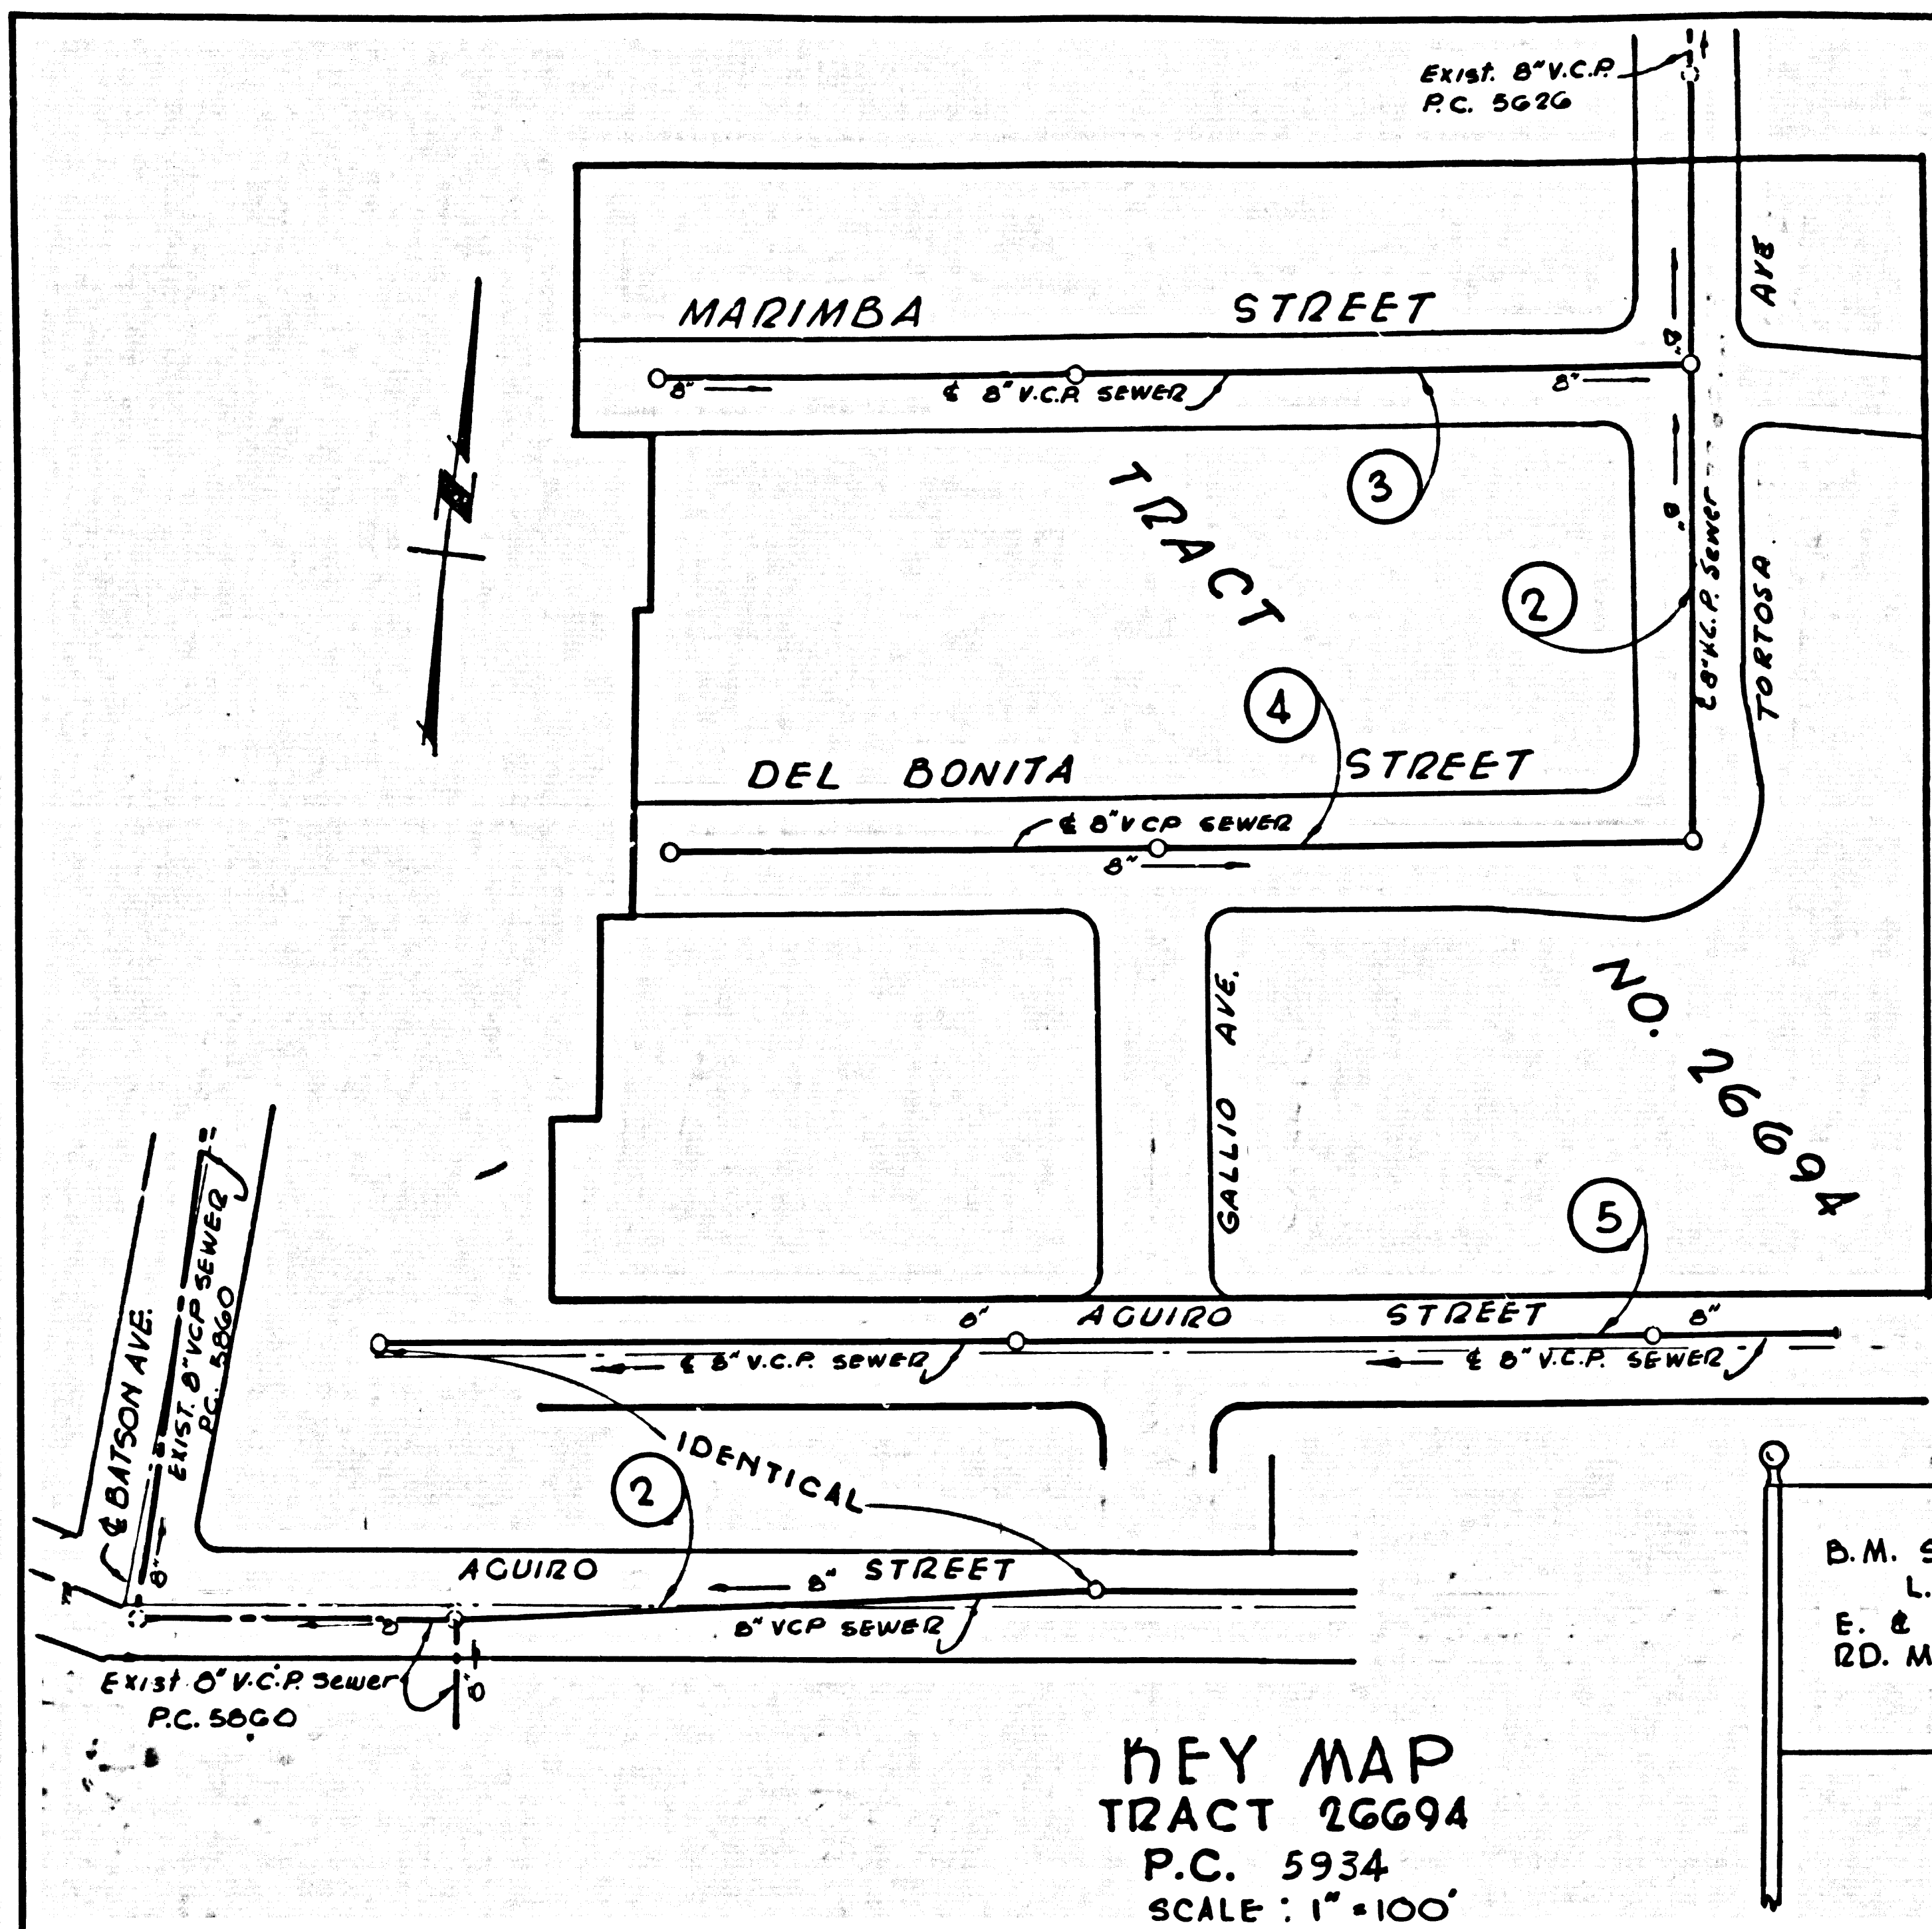 Exist. 8" V.C.P.
P.C. 5626
MARIMBA STREET
AVE.
8"
8"
℄ 8" V.C.P. SEWER
8"
8"
3
TRACT
2
℄ 8" V.C.P. Sewer
TORTOSA
4
DEL BONITA STREET
℄ 8" VCP SEWER
8"
GALLIO AVE.
NO. 26694
5
8" AGUIRO STREET 8"
℄ 8" V.C.P. SEWER
℄ 8" V.C.P. SEWER
℄ BATSON AVE.
EXIST. 8" VCP SEWER
P.C. 5860
8"
IDENTICAL
2
AGUIRO STREET
8"
8"
8" VCP SEWER
8"
Exist. 8" V.C.P. Sewer
P.C. 5860
B.M. S
L.
E. &
RD. M
KEY MAP
TRACT 26694
P.C. 5934
SCALE : 1" = 100'